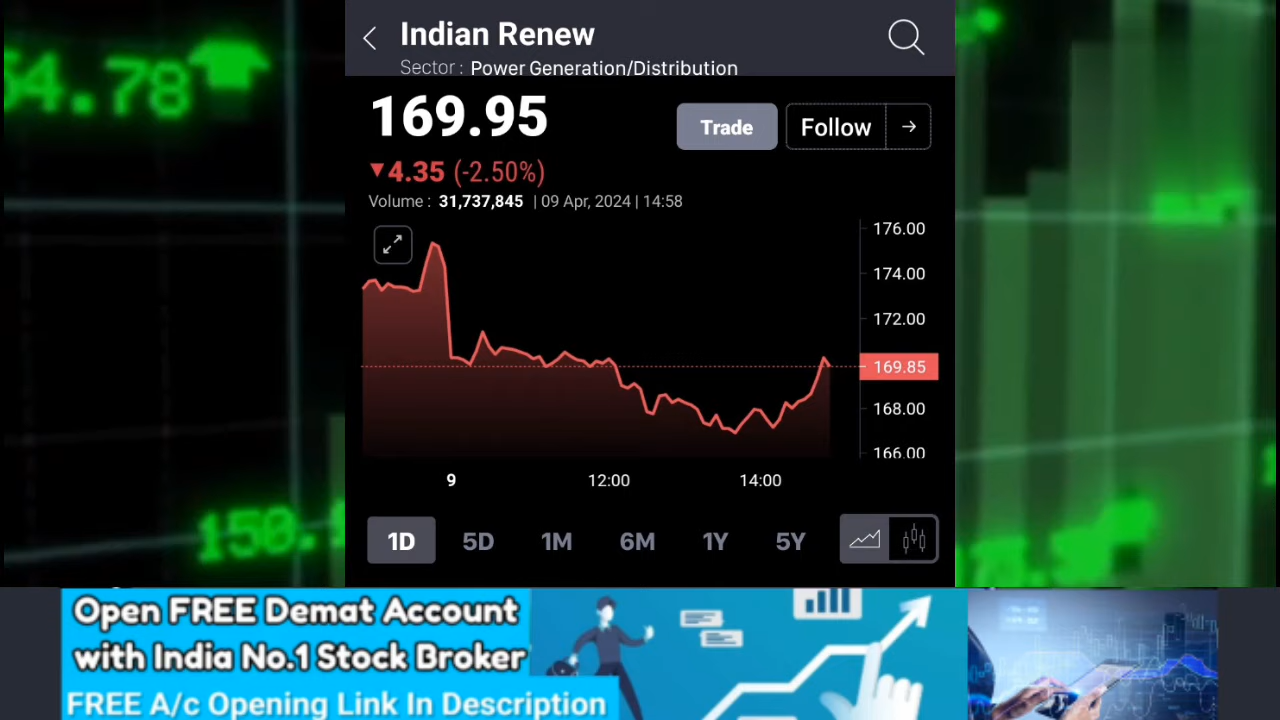 Indian Renew
Sector : Power Generation/Distribution
169.95
Trade
Follow →
▼4.35 (-2.50%)
Volume : 31,737,845 | 09 Apr, 2024 | 14:58
176.00
174.00
172.00
169.85
168.00
166.00
9 12:00 14:00
1D 5D 1M 6M 1Y 5Y
54.78
150.
Open FREE Demat Account
with India No.1 Stock Broker
FREE A/c Opening Link In Description